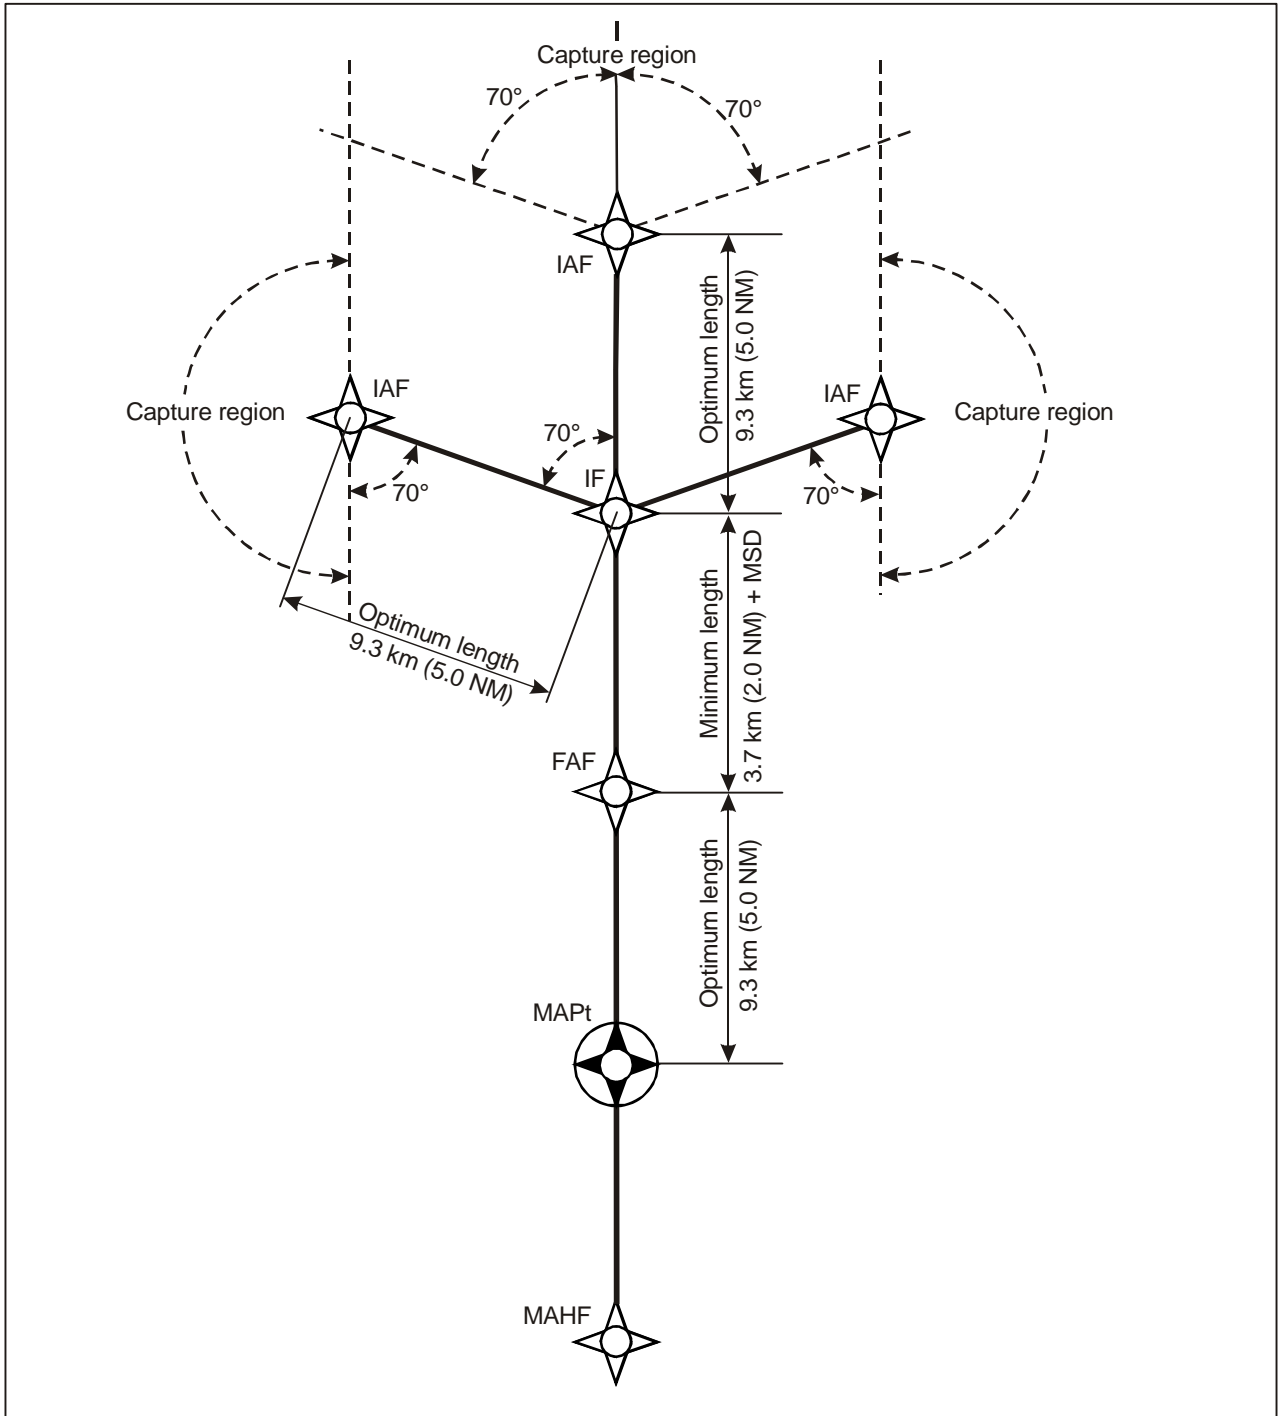 Capture region
70°
70°
IAF
Optimum length
9.3 km (5.0 NM)
IAF
IAF
Capture region
Capture region
70°
70°
70°
IF
Minimum length
3.7 km (2.0 NM) + MSD
Optimum length
9.3 km (5.0 NM)
FAF
Optimum length
9.3 km (5.0 NM)
MAPt
MAHF